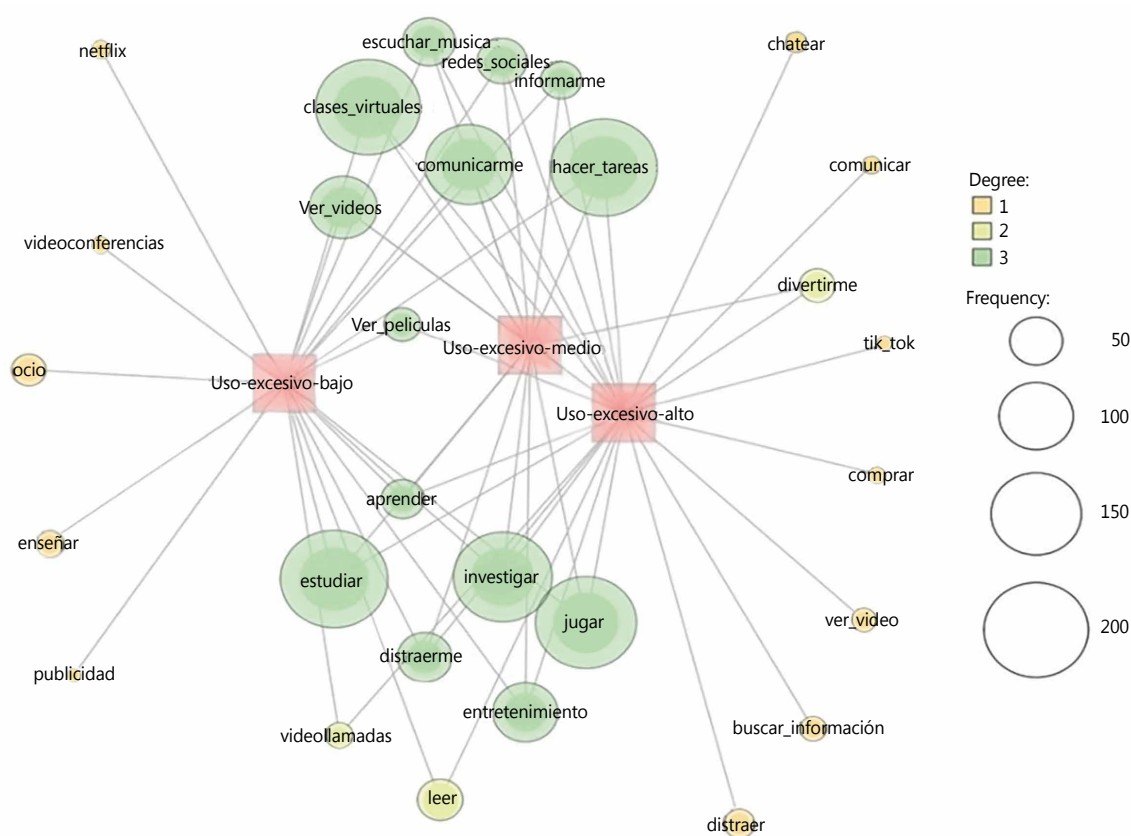 netflix
escuchar_musica
redes_sociales
informarme
chatear
clases_virtuales
comunicarme
hacer_tareas
comunicar
Ver_videos
videoconferencias
divertirme
Ver_peliculas
Uso-excesivo-medio
tik_tok
ocio
Uso-excesivo-bajo
Uso-excesivo-alto
comprar
aprender
enseñar
estudiar
investigar
jugar
ver_video
distraerme
publicidad
entretenimiento
videollamadas
buscar_información
leer
distraer
Degree:
1
2
3
Frequency:
50
100
150
200